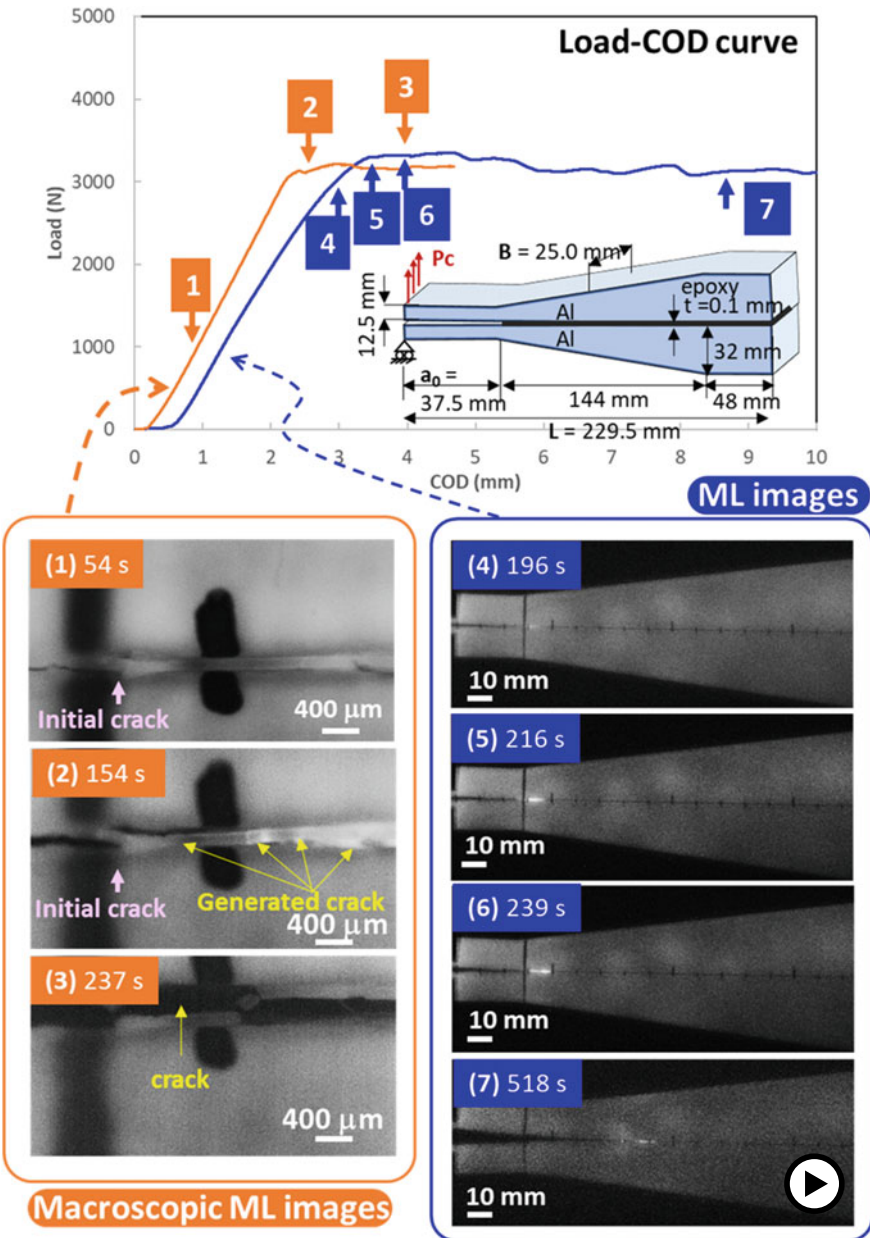 Load-COD curve
5000
4000
3000
2000
1000
0
Load (N)
0 1 2 3 4 5 6 7 8 9 10
COD (mm)
1
2
3
4
5
6
7
Pc
B = 25.0 mm
12.5 mm
epoxy
t =0.1 mm
Al
Al
32 mm
a₀ =
37.5 mm
144 mm
48 mm
L = 229.5 mm
ML images
(1) 54 s
Initial crack
400 μm
(2) 154 s
Initial crack
Generated crack
400 μm
(3) 237 s
crack
400 μm
Macroscopic ML images
(4) 196 s
10 mm
(5) 216 s
10 mm
(6) 239 s
10 mm
(7) 518 s
10 mm